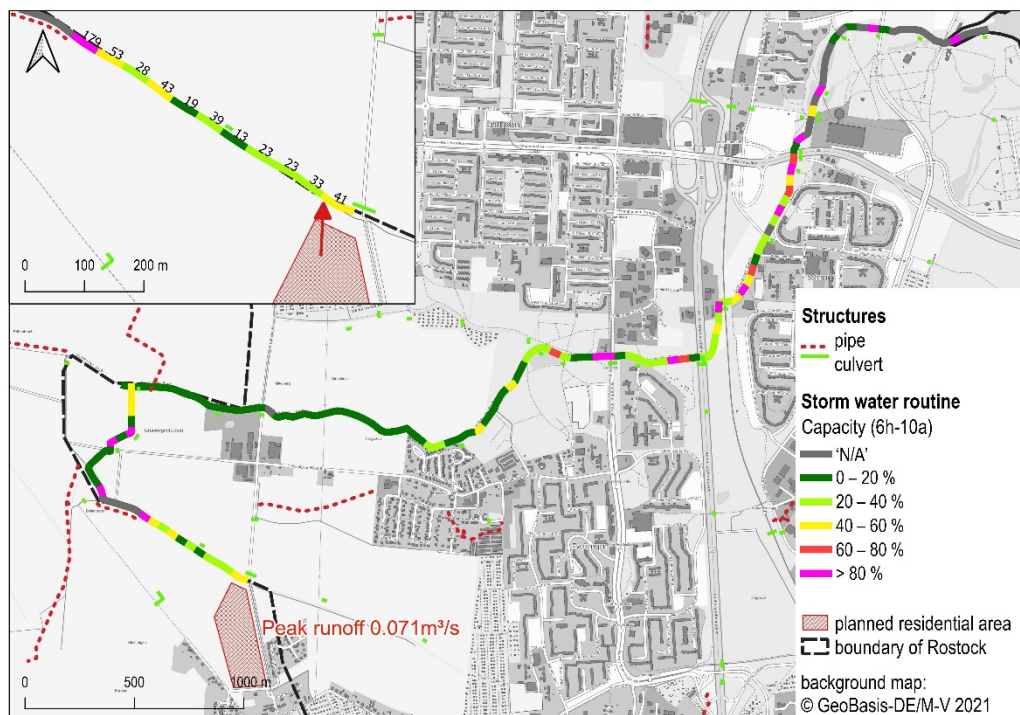 179
53
28
43
19
39
13
23
23
33
41
0 100 200 m
Structures
pipe
culvert
Storm water routine
Capacity (6h-10a)
‘N/A’
0 – 20 %
20 – 40 %
40 – 60 %
60 – 80 %
> 80 %
planned residential area
boundary of Rostock
background map:
© GeoBasis-DE/M-V 2021
Peak runoff 0.071m³/s
0 500 1000 m